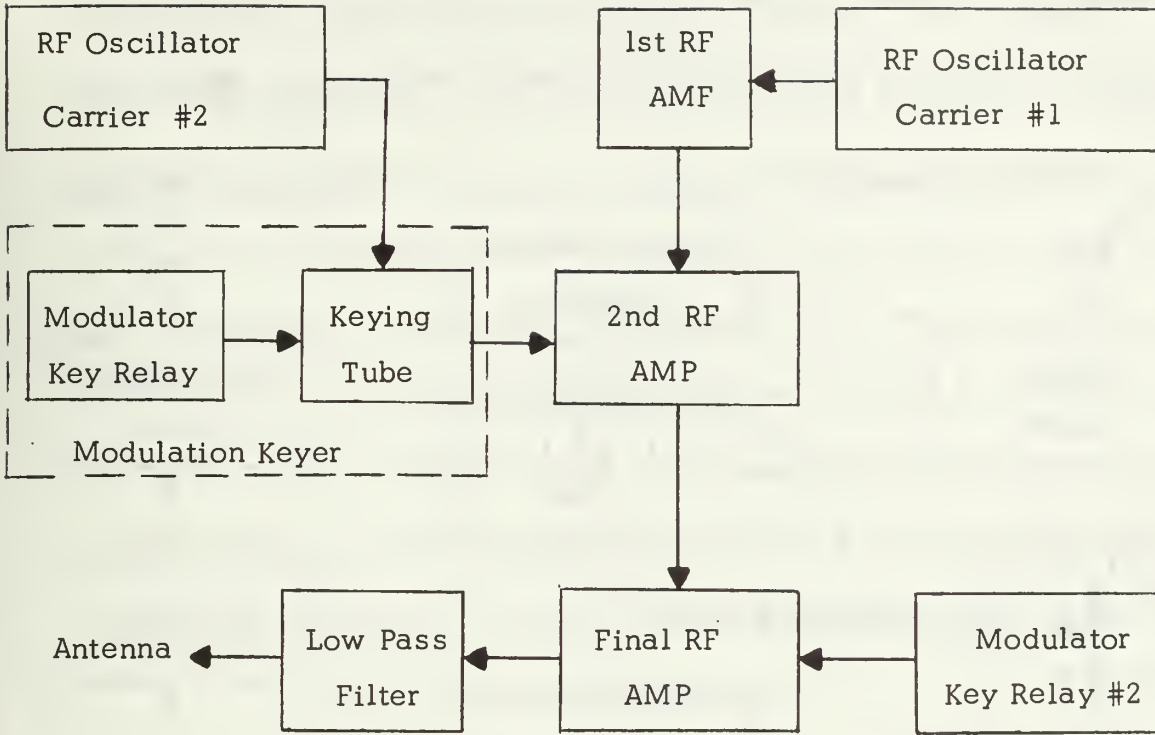 RF Oscillator
Carrier #2
1st RF
AMF
RF Oscillator
Carrier #1
Modulator
Key Relay
Keying
Tube
Modulation Keyer
2nd RF
AMP
Antenna
Low Pass
Filter
Final RF
AMP
Modulator
Key Relay #2